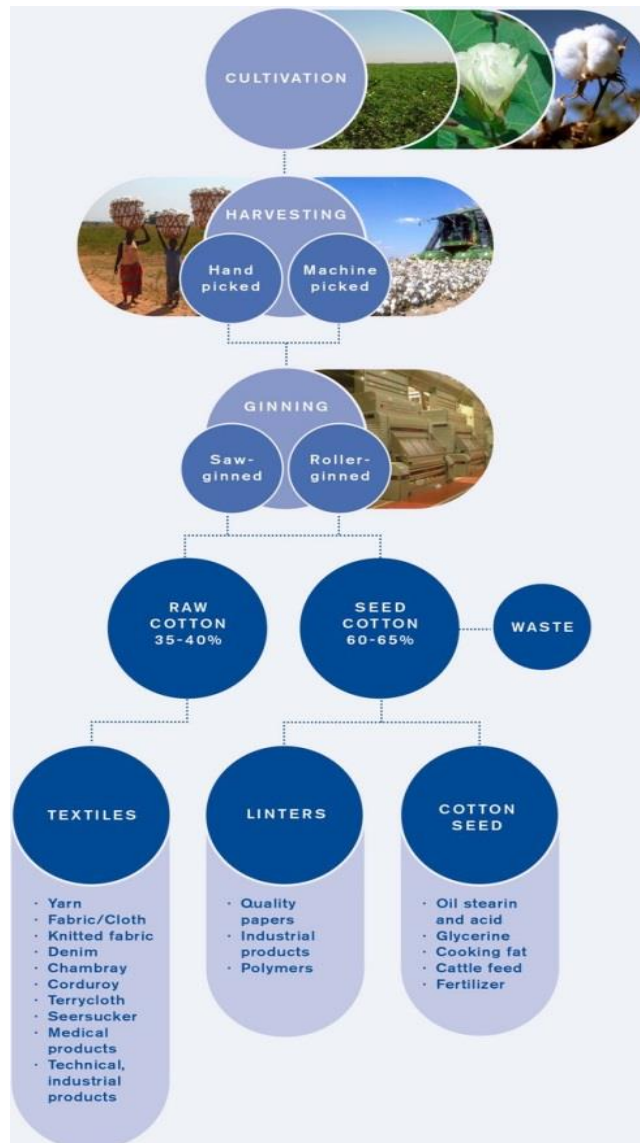 CULTIVATION
HARVESTING
Hand
picked
Machine
picked
GINNING
Saw-
ginned
Roller-
ginned
RAW
COTTON
35-40%
SEED
COTTON
60-65%
WASTE
TEXTILES
· Yarn
· Fabric/Cloth
· Knitted fabric
· Denim
· Chambray
· Corduroy
· Terrycloth
· Seersucker
· Medical
products
· Technical,
industrial
products
LINTERS
· Quality
papers
· Industrial
products
· Polymers
COTTON
SEED
· Oil stearin
and acid
· Glycerine
· Cooking fat
· Cattle feed
· Fertilizer